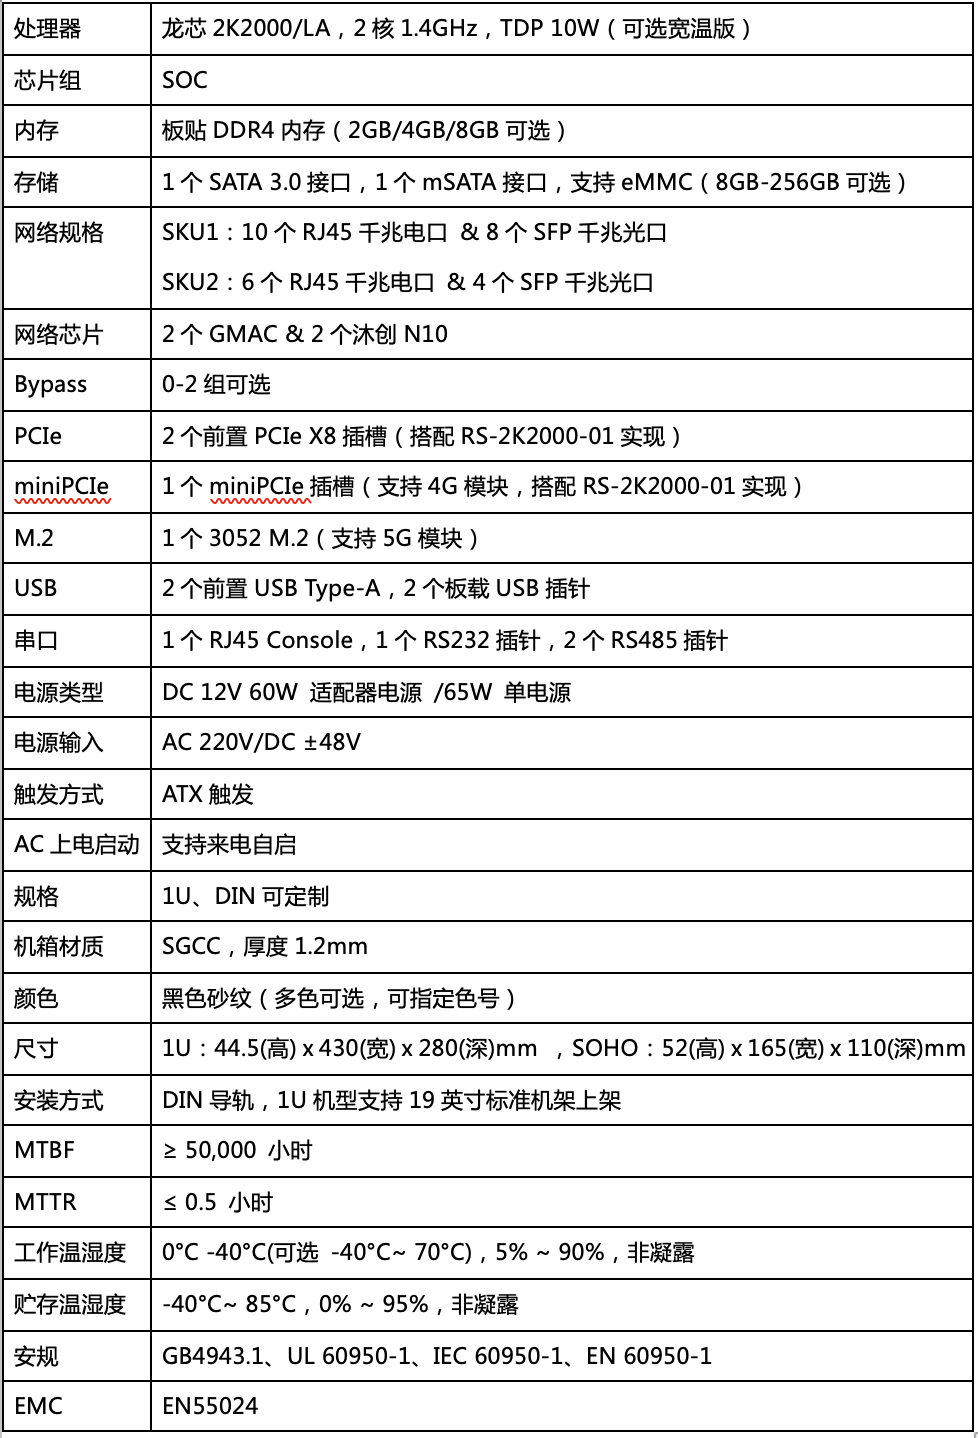 处理器 龙芯 2K2000/LA，2 核 1.4GHz，TDP 10W（可选宽温版）
芯片组 SOC
内存 板贴 DDR4 内存（2GB/4GB/8GB 可选）
存储 1 个 SATA 3.0 接口，1 个 mSATA 接口，支持 eMMC（8GB-256GB 可选）
网络规格 SKU1：10 个 RJ45 千兆电口 & 8 个 SFP 千兆光口
SKU2：6 个 RJ45 千兆电口 & 4 个 SFP 千兆光口
网络芯片 2 个 GMAC & 2 个沐创 N10
Bypass 0-2 组可选
PCIe 2 个前置 PCIe X8 插槽（搭配 RS-2K2000-01 实现）
miniPCIe 1 个 miniPCIe 插槽（支持 4G 模块，搭配 RS-2K2000-01 实现）
M.2 1 个 3052 M.2（支持 5G 模块）
USB 2 个前置 USB Type-A，2 个板载 USB 插针
串口 1 个 RJ45 Console，1 个 RS232 插针，2 个 RS485 插针
电源类型 DC 12V 60W 适配器电源 /65W 单电源
电源输入 AC 220V/DC ±48V
触发方式 ATX 触发
AC 上电启动 支持来电自启
规格 1U、DIN 可定制
机箱材质 SGCC，厚度 1.2mm
颜色 黑色砂纹（多色可选，可指定色号）
尺寸 1U：44.5(高) x 430(宽) x 280(深)mm ，SOHO：52(高) x 165(宽) x 110(深)mm
安装方式 DIN 导轨，1U 机型支持 19 英寸标准机架上架
MTBF ≥ 50,000 小时
MTTR ≤ 0.5 小时
工作温湿度 0°C -40°C(可选 -40°C~ 70°C)，5% ~ 90%，非凝露
贮存温湿度 -40°C~ 85°C，0% ~ 95%，非凝露
安规 GB4943.1、UL 60950-1、IEC 60950-1、EN 60950-1
EMC EN55024